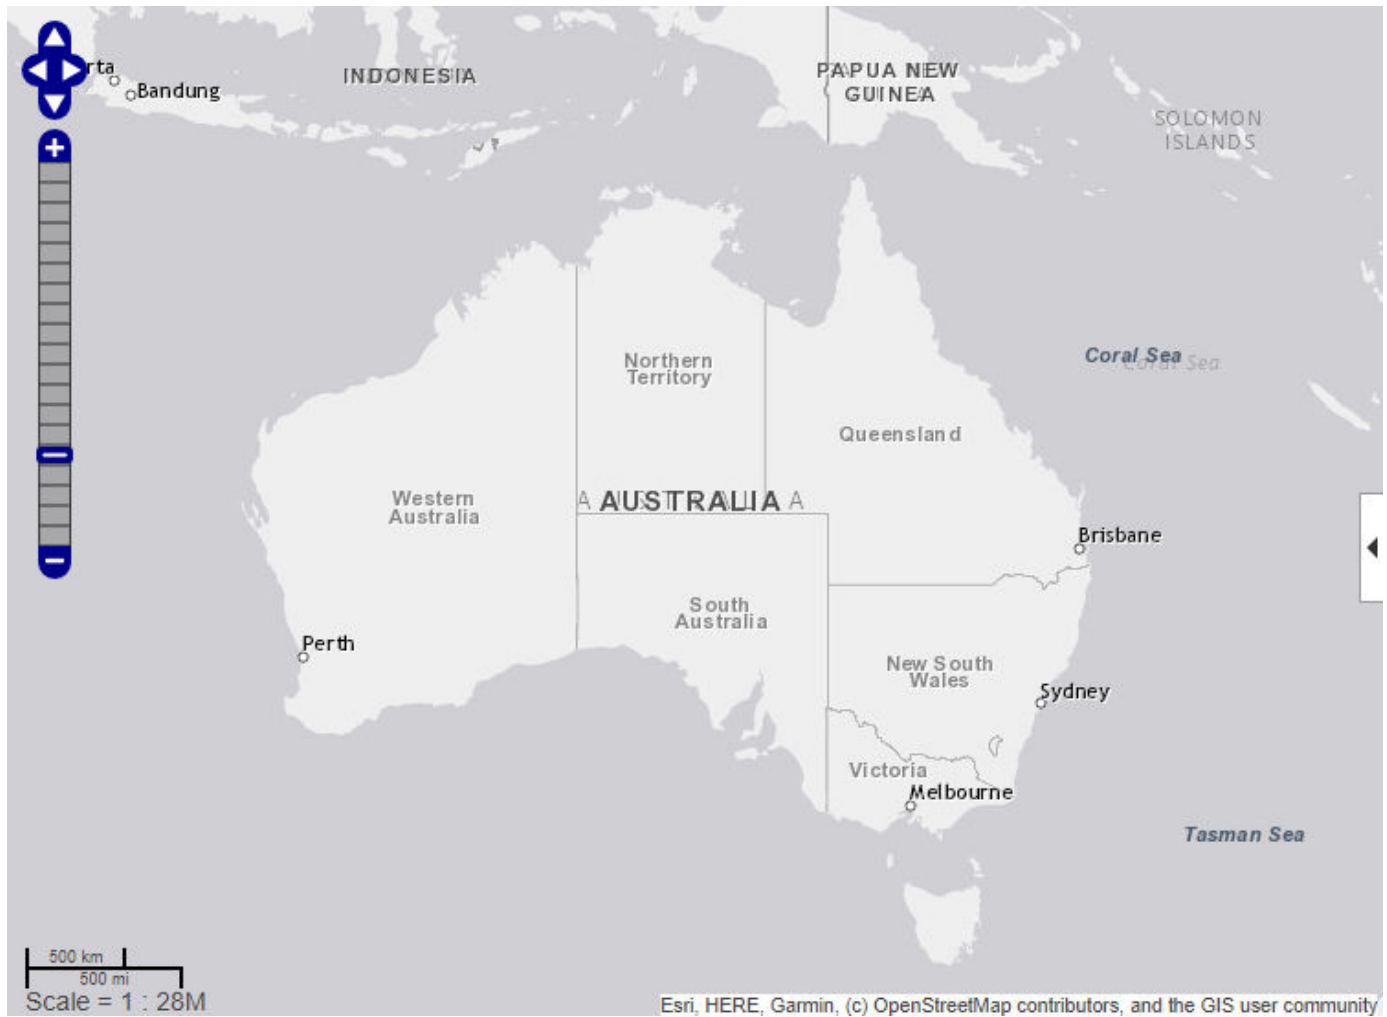 rta
Bandung
INDONESIA
PAPUA NEW
GUINEA
SOLOMON
ISLANDS
Coral Sea
Coral Sea
Northern
Territory
Queensland
Western
Australia
AUSTRALIA
Brisbane
South
Australia
Perth
New South
Wales
Sydney
Victoria
Melbourne
Tasman Sea
500 km
500 mi
Scale = 1 : 28M
Esri, HERE, Garmin, (c) OpenStreetMap contributors, and the GIS user community